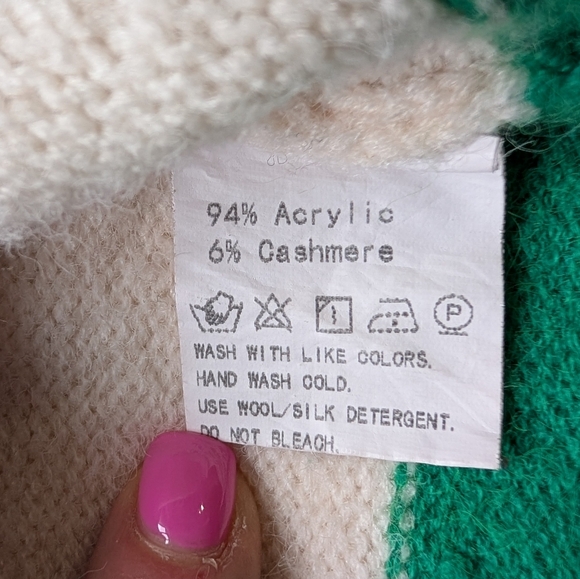 94% Acrylic
6% Cashmere
P
WASH WITH LIKE COLORS.
HAND WASH COLD.
USE WOOL/SILK DETERGENT.
DO NOT BLEACH.